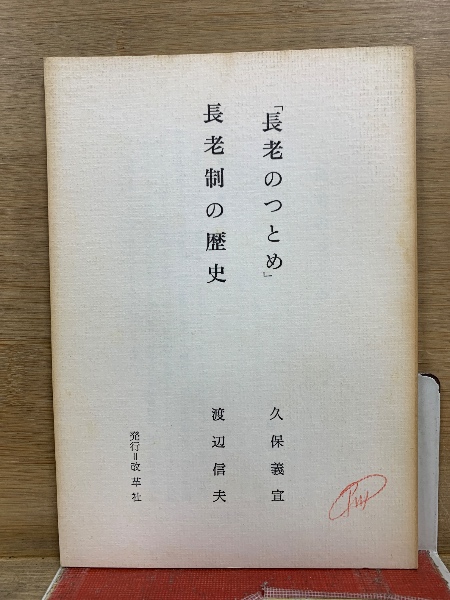 「長老のつとめ」
久保義宣
長老制の歴史
渡辺信夫
発行=改革社